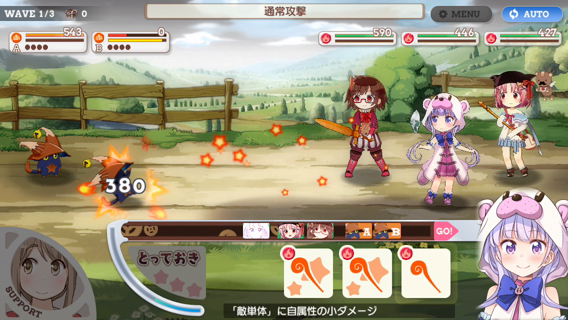 WAVE 1/3 0
通常攻撃
MENU
AUTO
543
A
0
B
590
446
427
380
A B GO!
とっておき
SUPPORT
「敵単体」に自属性の小ダメージ